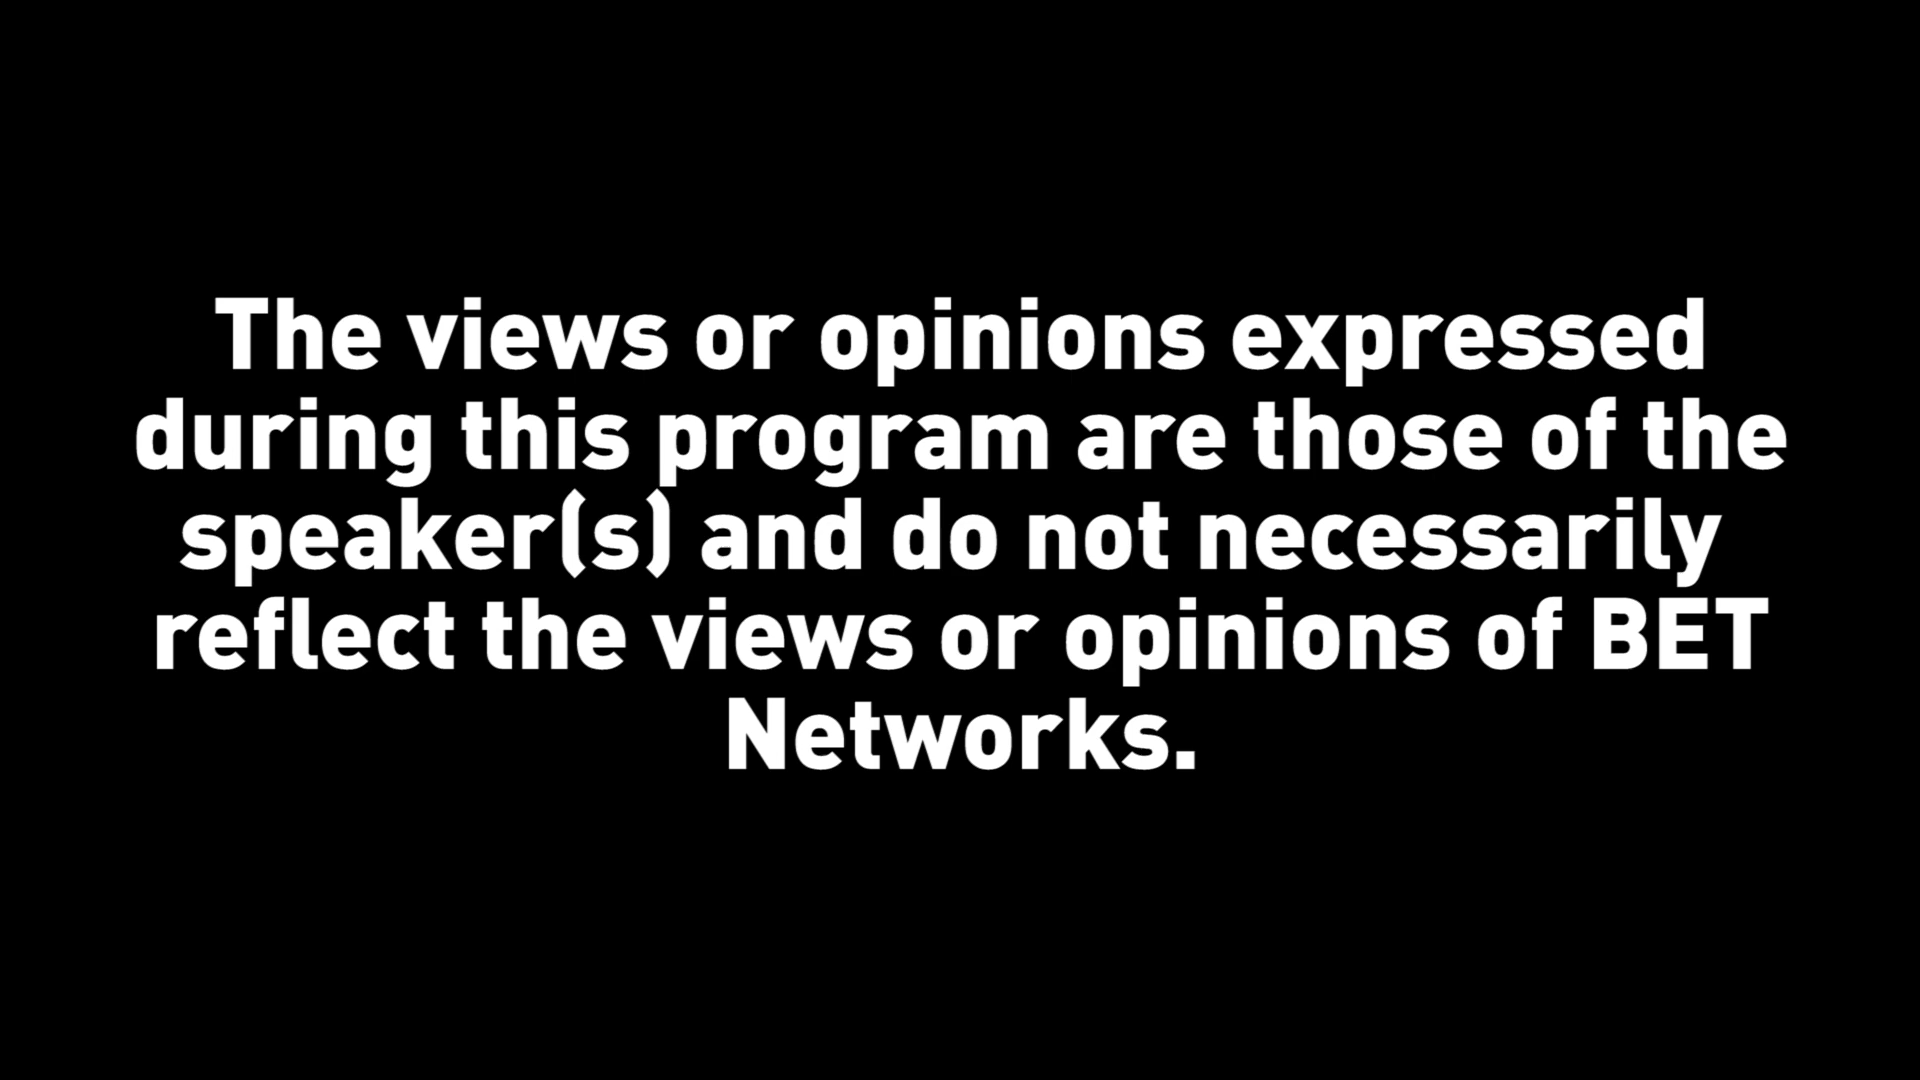 The views or opinions expressed
during this program are those of the
speaker(s) and do not necessarily
reflect the views or opinions of BET
Networks.